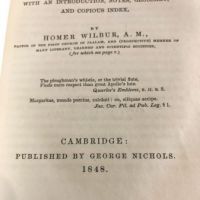 WITH AN INTRODUCTION, NOTES, GLOSSARY,
AND COPIOUS INDEX,
BY
HOMER WILBUR, A. M.,
PASTOR OF THE FIRST CHURCH IN JAALAM, AND (PROSPECTIVE) MEMBER OF
MANY LITERARY, LEARNED AND SCIENTIFIC SOCIETIES,
(for which see page v.)
The ploughman's whistle, or the trivial flute,
Finds more respect than great Apollo's lute.
Quarles's Emblems, B. II. E. 8.
Margaritas, munde porcine, calcâsti: en, siliquas accipe.
Jac. Car. Fil. ad Pub. Leg. § 1.
CAMBRIDGE:
PUBLISHED BY GEORGE NICHOLS.
1848.